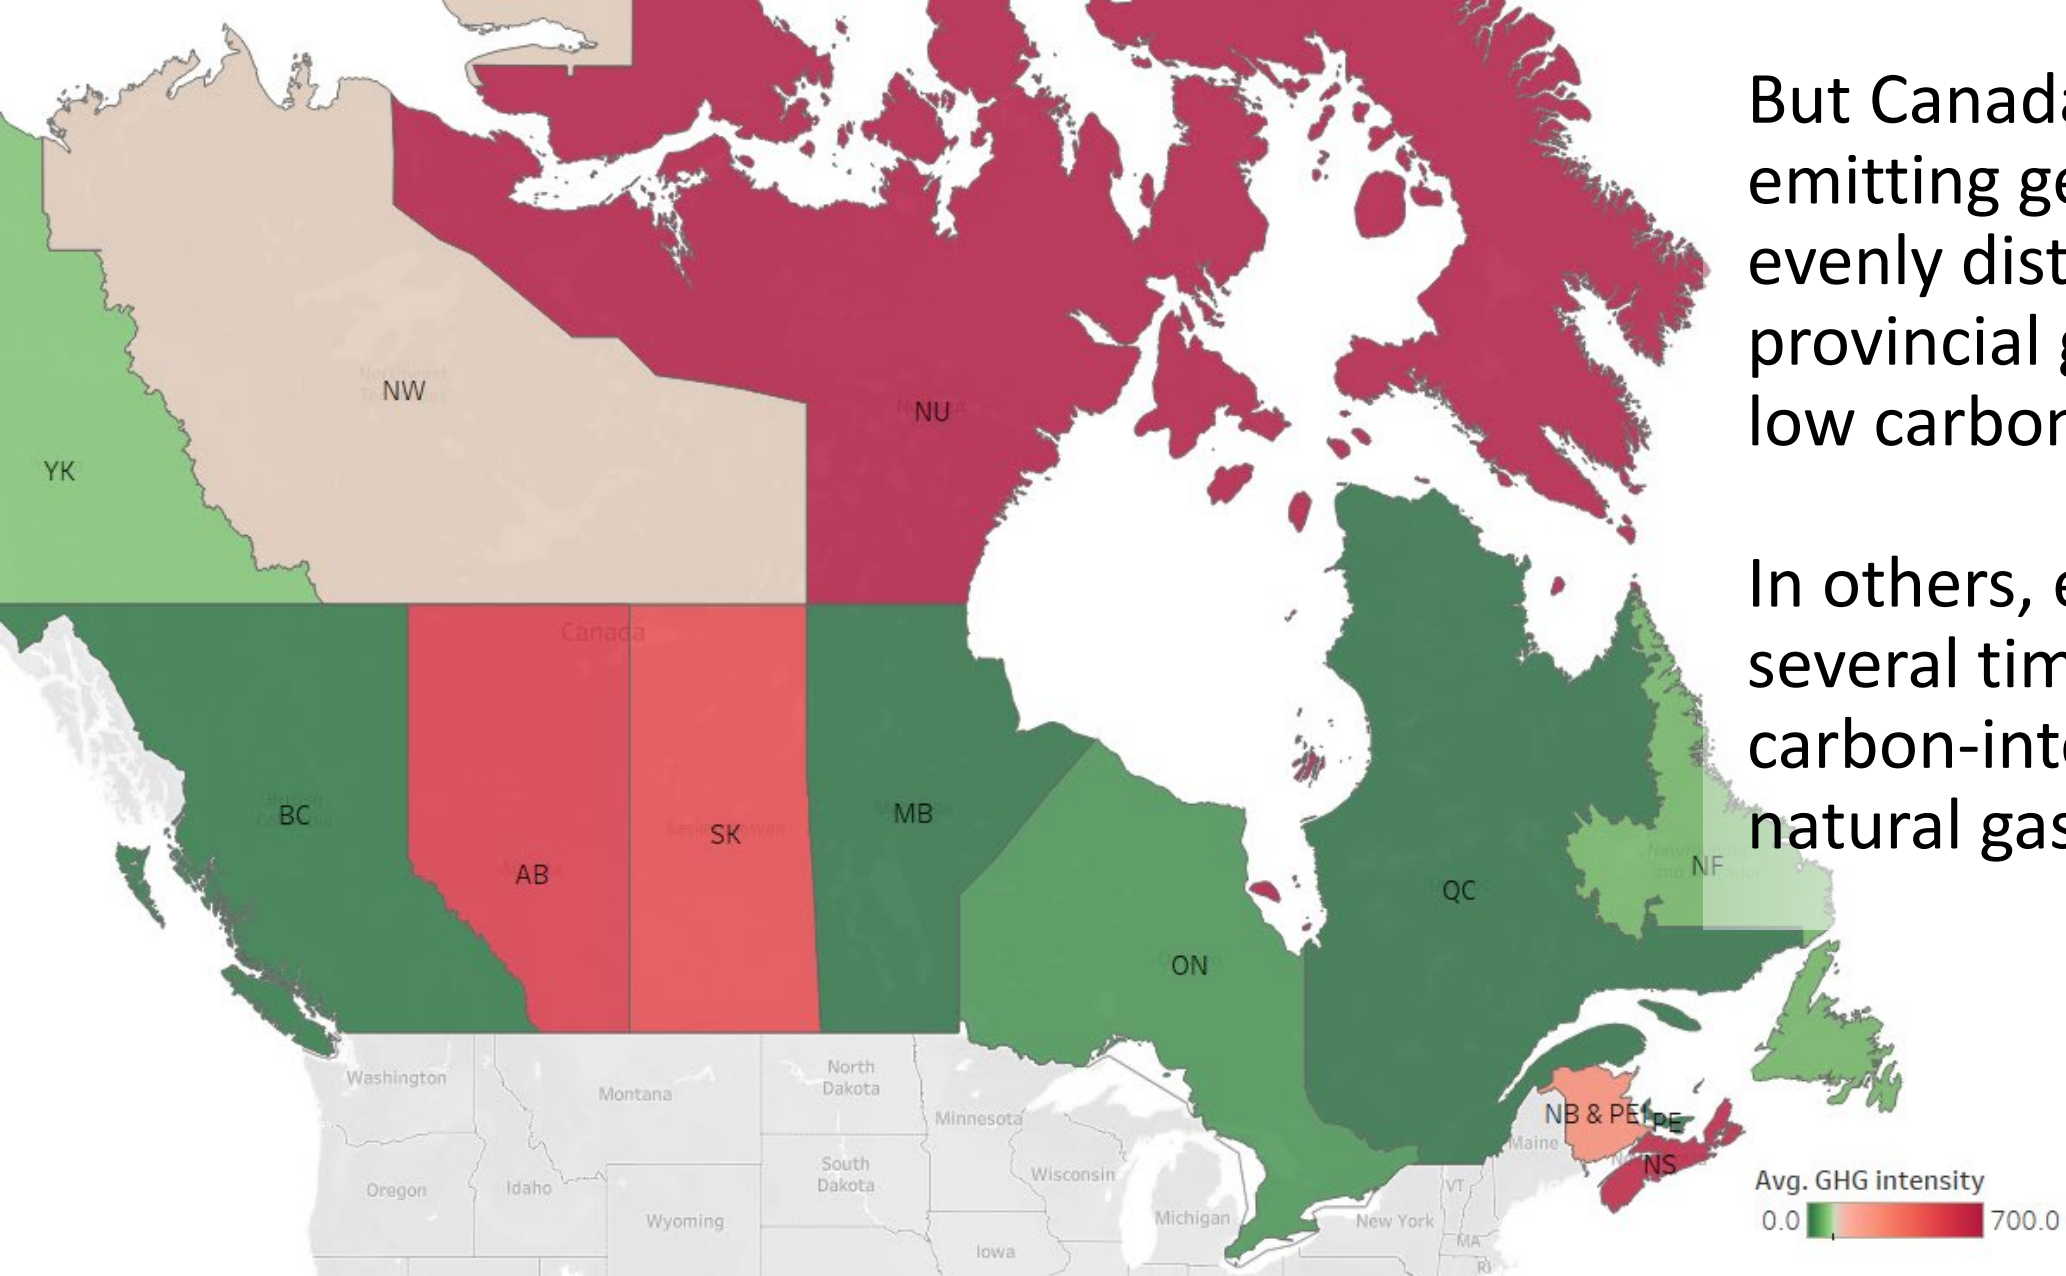 But Canada
emitting ge
evenly dist
provincial g
low carbon
In others, e
several tim
carbon-inte
natural gas
Northwest
NW
NU
YK
Canada
BC
AB
SK
MB
ON
QC
NF
NB & PEI
PE
NS
Washington
Montana
North
Dakota
Minnesota
Maine
Oregon
Idaho
South
Dakota
Wisconsin
VT
Wyoming
Michigan
New York
MA
Iowa
RI
Avg. GHG intensity
0.0
700.0